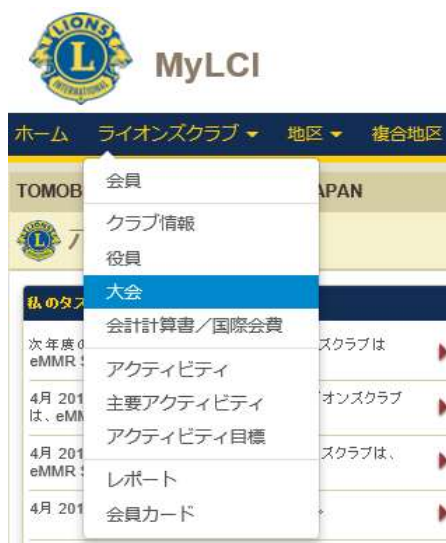 LIONS
L
INTERNATIONAL
MyLCI
ホーム ライオンズクラブ 地区 複合地区
TOMOB APAN
会員
クラブ情報
役員
私のタス
大会
会計計算書／国際会費
次年度の ズクラブは
eMMR S
アクティビティ
4月 201 イオンズクラブ
は、eMM
主要アクティビティ
アクティビティ目標
4月 201 ズクラブは、
eMMR S
レポート
4月 201 。
会員カード